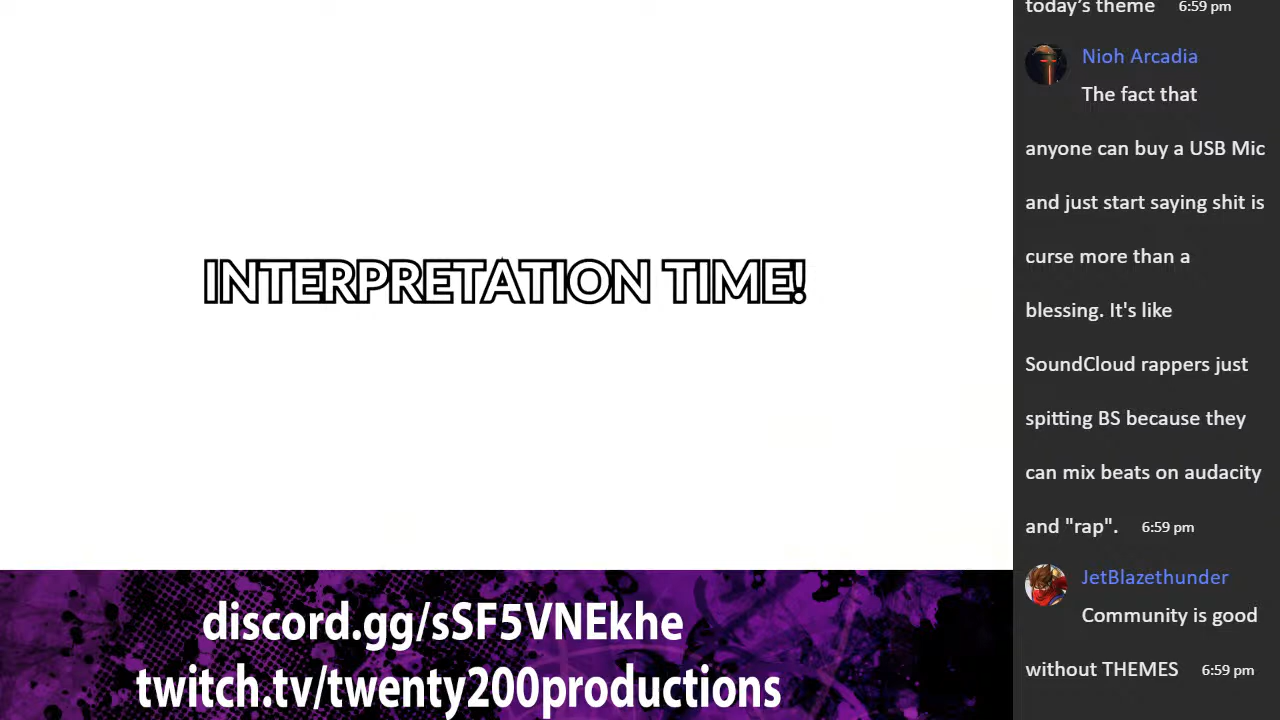 INTERPRETATION TIME!
discord.gg/sSF5VNEkhe
twitch.tv/twenty200productions
today's theme 6:59 pm
Nioh Arcadia
The fact that
anyone can buy a USB Mic
and just start saying shit is
curse more than a
blessing. It's like
SoundCloud rappers just
spitting BS because they
can mix beats on audacity
and "rap". 6:59 pm
JetBlazethunder
Community is good
without THEMES 6:59 pm